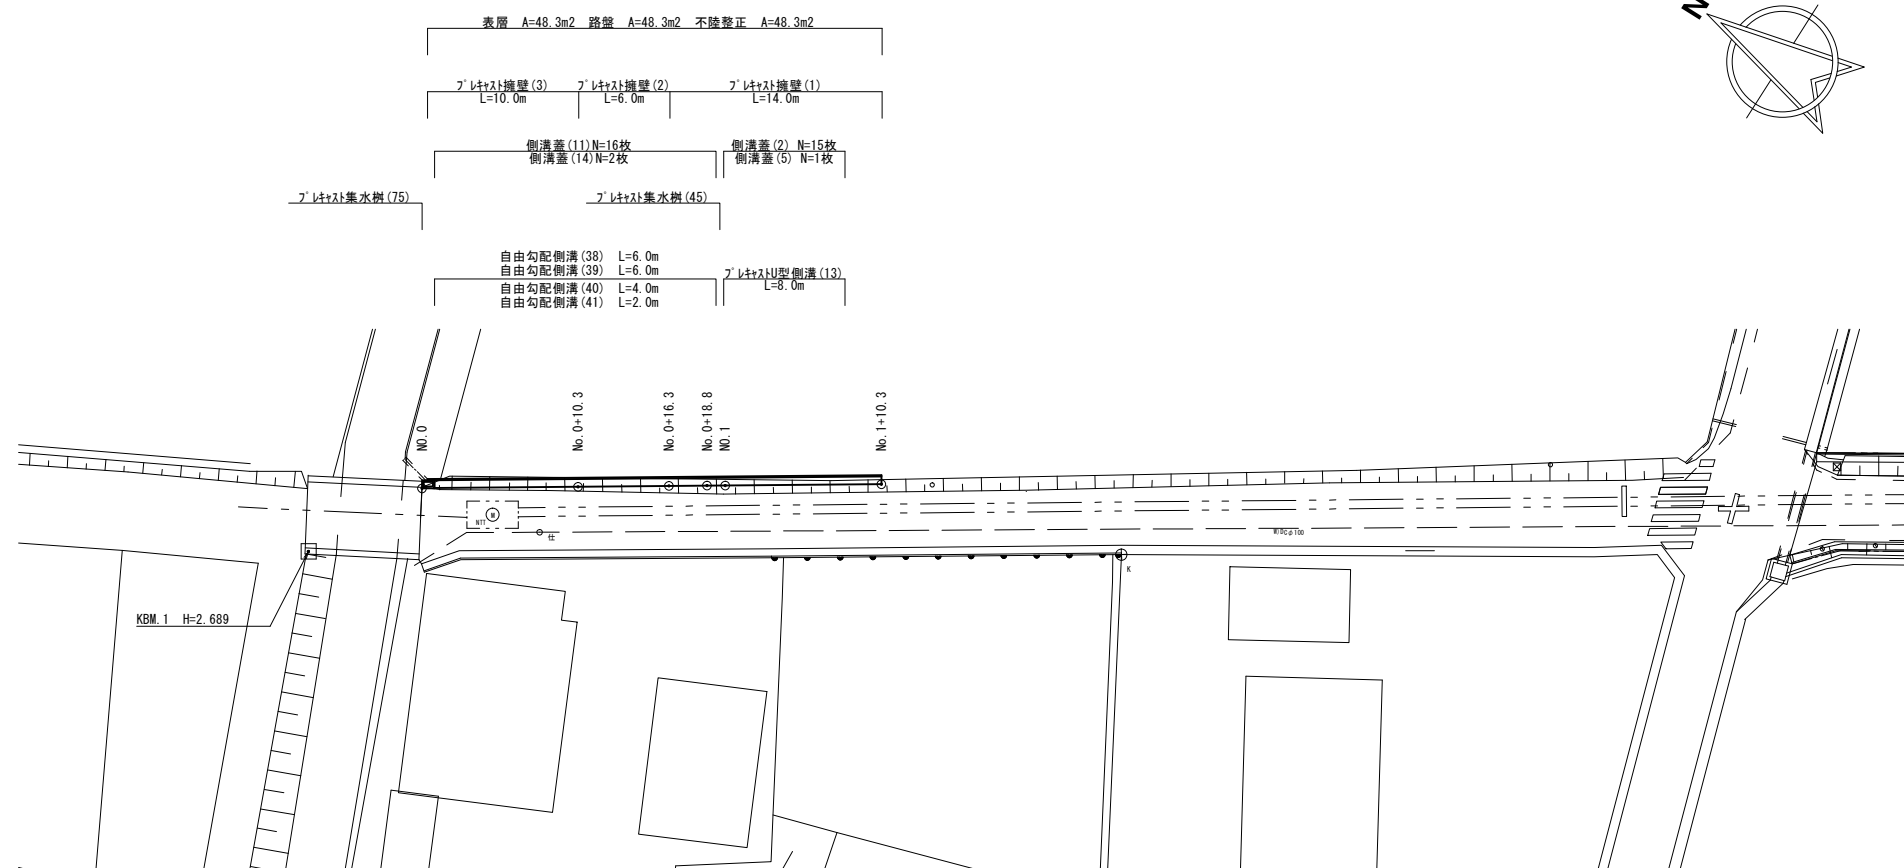 表層 A=48.3m2 路盤 A=48.3m2 不陸整正 A=48.3m2
N
ﾌﾟﾚｷｬｽﾄ擁壁(3)
L=10.0m
ﾌﾟﾚｷｬｽﾄ擁壁(2)
L=6.0m
ﾌﾟﾚｷｬｽﾄ擁壁(1)
L=14.0m
側溝蓋(11)N=16枚
側溝蓋(14)N=2枚
側溝蓋(2) N=15枚
側溝蓋(5) N=1枚
ﾌﾟﾚｷｬｽﾄ集水桝(75)
ﾌﾟﾚｷｬｽﾄ集水桝(45)
自由勾配側溝(38) L=6.0m
自由勾配側溝(39) L=6.0m
自由勾配側溝(40) L=4.0m
自由勾配側溝(41) L=2.0m
ﾌﾟﾚｷｬｽﾄU型側溝(13)
L=8.0m
NO.0
No.0+10.3
No.0+16.3
No.0+18.8
NO.1
No.1+10.3
M
NTT
仕
K
KBM.1 H=2.689